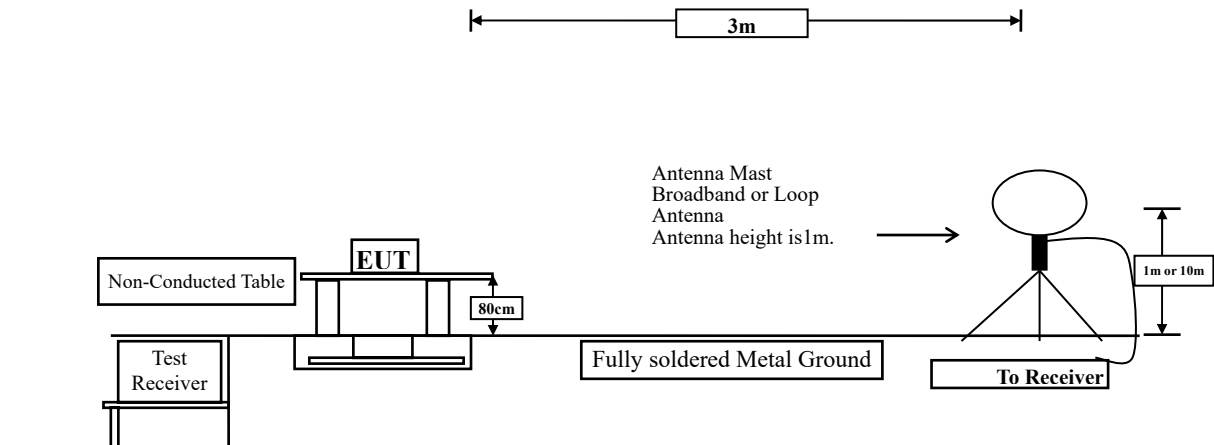 3m
Antenna Mast
Broadband or Loop
Antenna
Antenna height is1m.
EUT
Non-Conducted Table
80cm
1m or 10m
Test
Receiver
Fully soldered Metal Ground
To Receiver